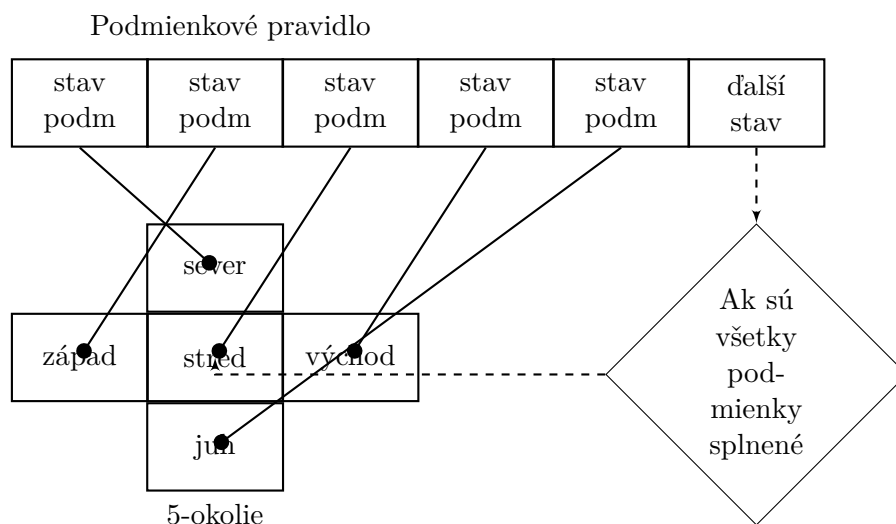 Podmienkové pravidlo
stav stav stav stav stav ďalší
podm podm podm podm podm stav
sever
západ stred východ
juh
5-okolie
Ak sú
všetky
pod-
mienky
splnené